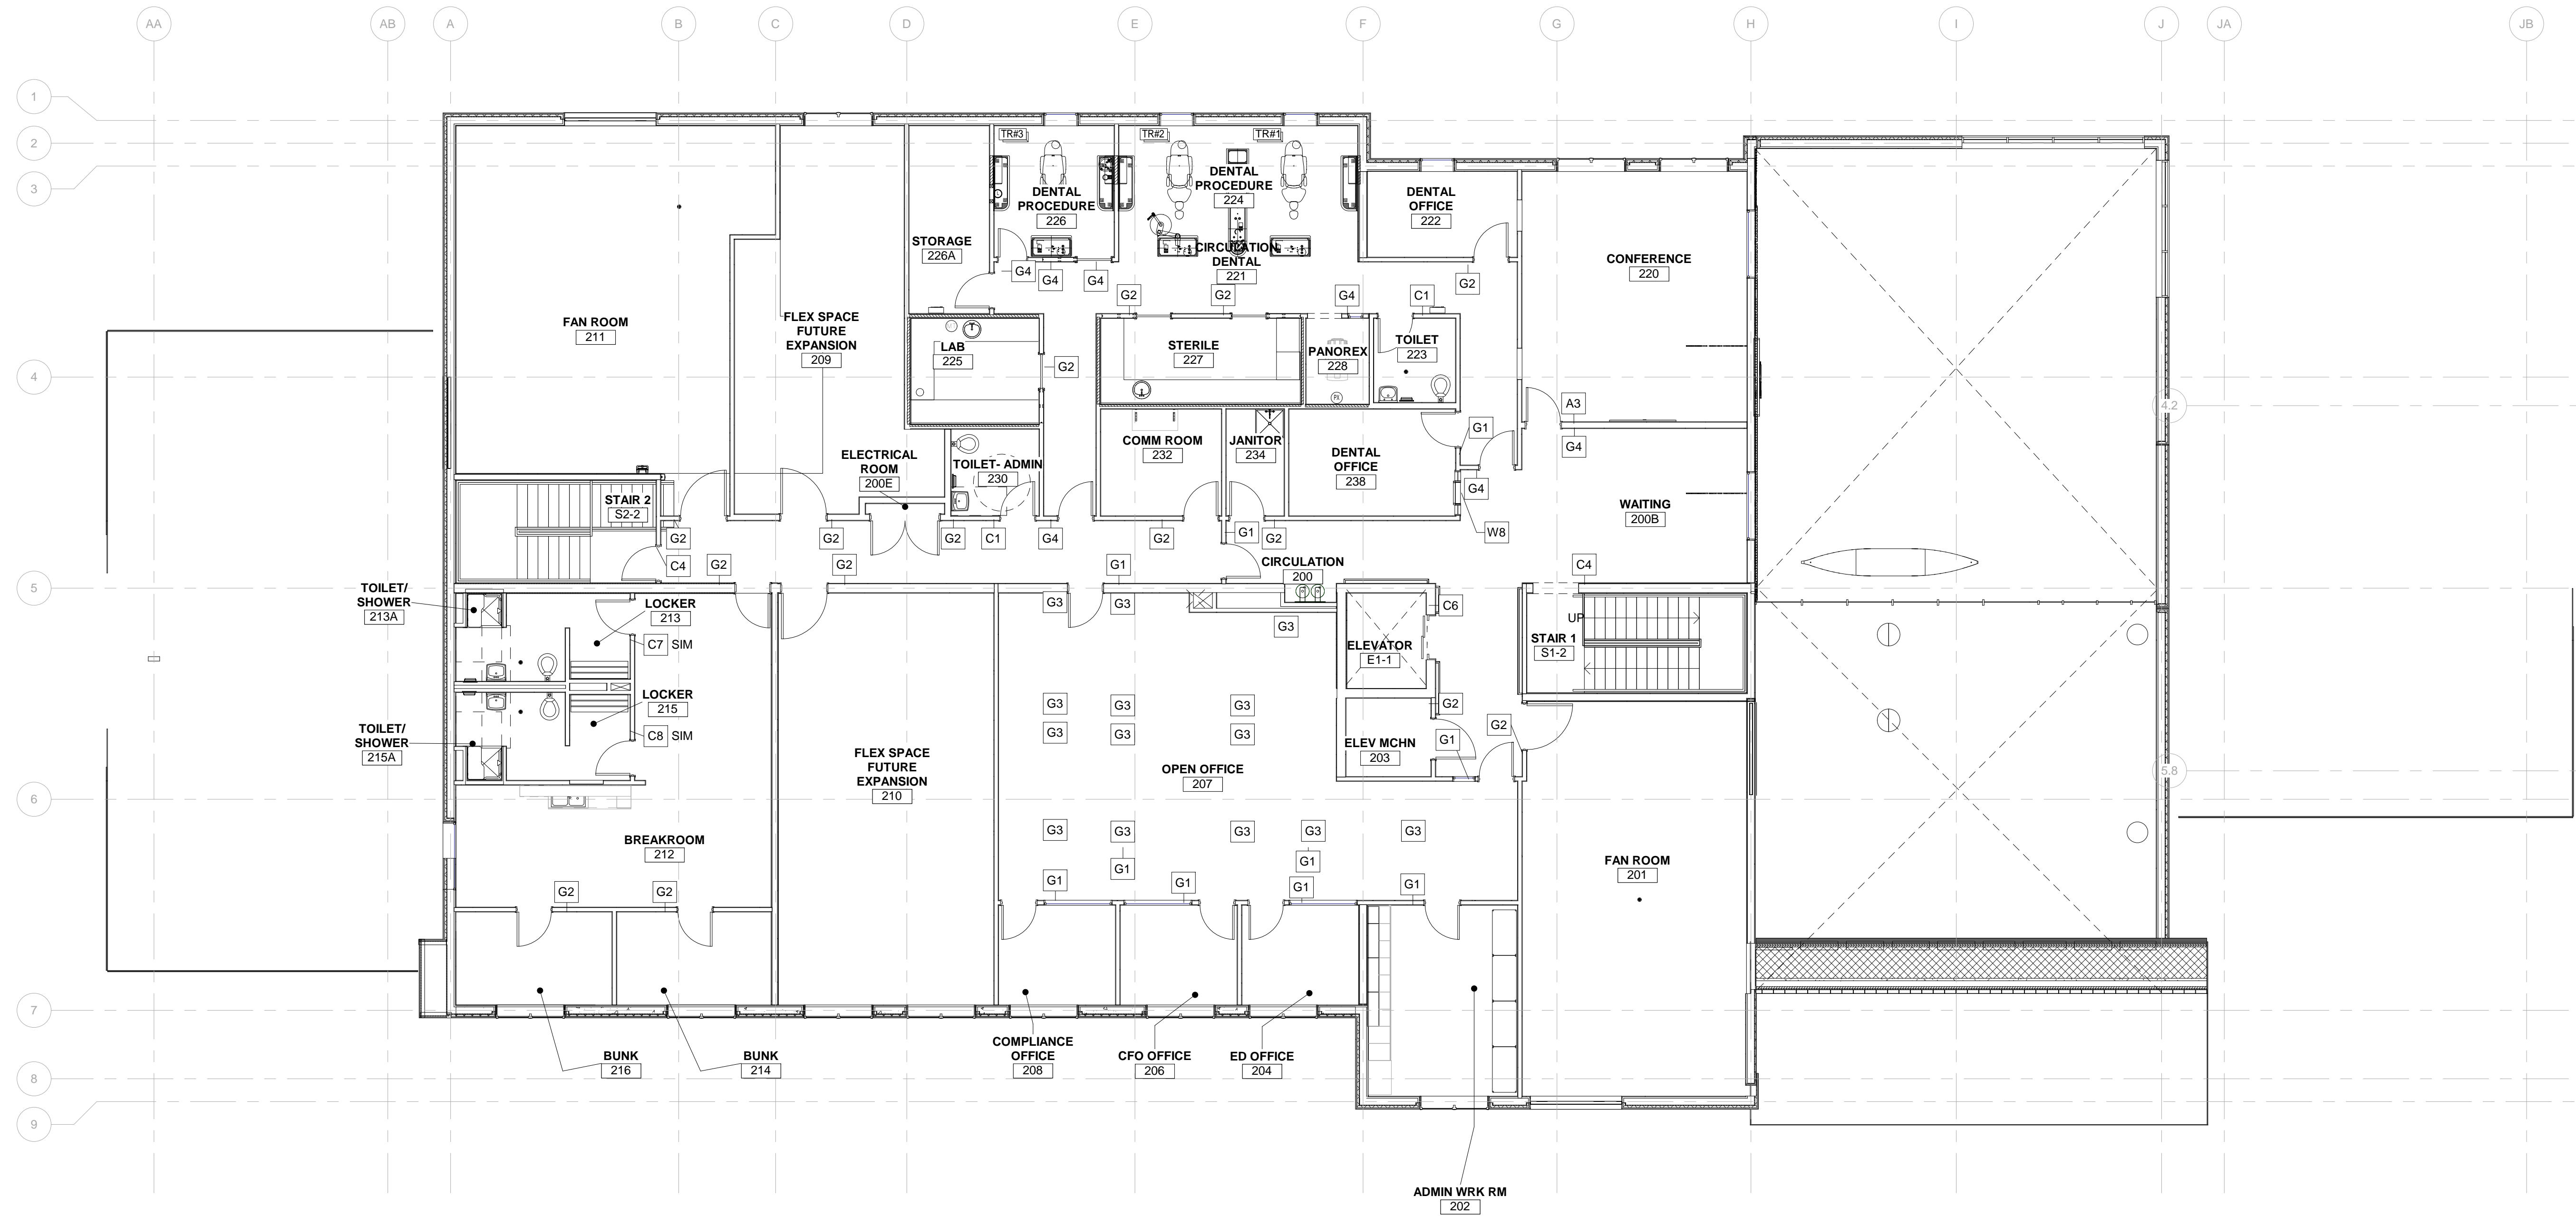 AA
AB
A
B
C
D
E
F
G
H
I
J
JA
JB
1
2
3
4
5
6
7
8
9
4.2
5.8
TR#3
TR#2
TR#1
DENTAL
PROCEDURE
226
DENTAL
PROCEDURE
224
DENTAL
OFFICE
222
STORAGE
226A
CIRCULATION
DENTAL
221
CONFERENCE
220
G4
G4
G4
G2
G2
G2
G4
C1
FAN ROOM
211
FLEX SPACE
FUTURE
EXPANSION
209
LAB
225
G2
STERILE
227
PANOREX
228
PX
TOILET
223
A3
G4
G1
G4
W8
COMM ROOM
232
JANITOR
234
DENTAL
OFFICE
238
ELECTRICAL
ROOM
200E
TOILET- ADMIN
230
STAIR 2
S2-2
WAITING
200B
G2
C4
G2
G2
G2
G2
C1
G4
G2
G1
G2
G1
C4
CIRCULATION
200
TOILET/
SHOWER
213A
LOCKER
213
C7 SIM
LOCKER
215
C8 SIM
TOILET/
SHOWER
215A
G3
G3
G3
C6
ELEVATOR
E1-1
UP
STAIR 1
S1-2
G3
G3
G3
G3
G3
G3
G2
G2
G1
ELEV MCHN
203
FLEX SPACE
FUTURE
EXPANSION
210
OPEN OFFICE
207
BREAKROOM
212
G3
G3
G3
G3
G3
G1
G1
G1
G1
G1
G1
G2
G2
FAN ROOM
201
BUNK
216
BUNK
214
COMPLIANCE
OFFICE
208
CFO OFFICE
206
ED OFFICE
204
ADMIN WRK RM
202